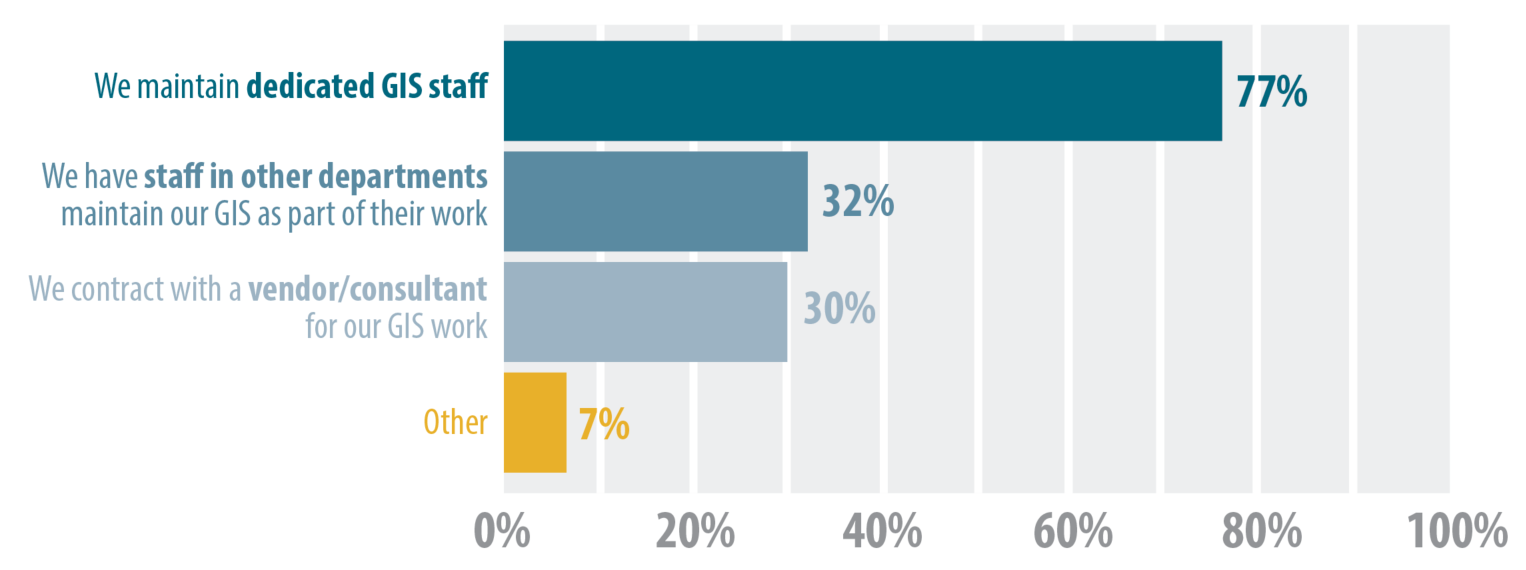 We maintain dedicated GIS staff
77%
We have staff in other departments
maintain our GIS as part of their work
32%
We contract with a vendor/consultant
for our GIS work
30%
Other
7%
0% 20% 40% 60% 80% 100%